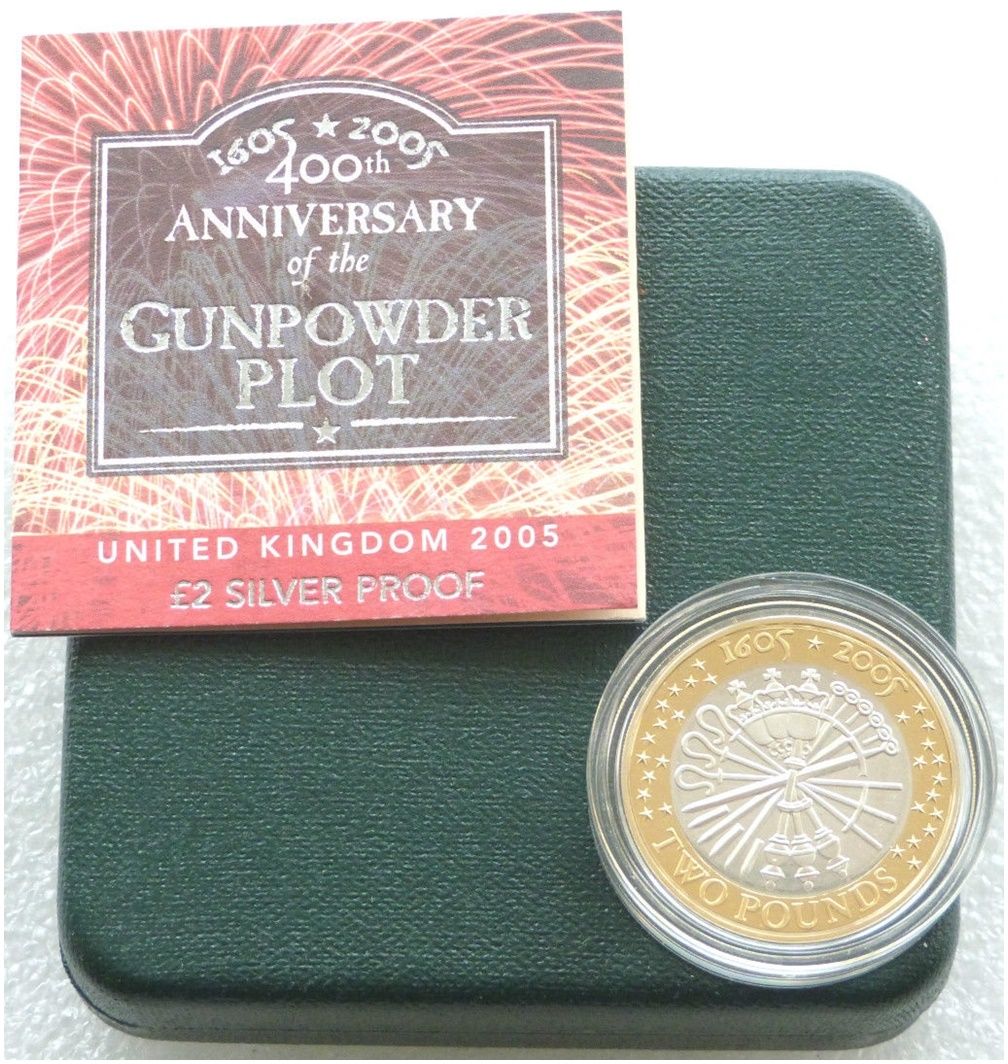 1605 ★ 2005
400th
ANNIVERSARY
of the
GUNPOWDER
PLOT
UNITED KINGDOM 2005
£2 SILVER PROOF
1605 ★ 2005
TWO POUNDS